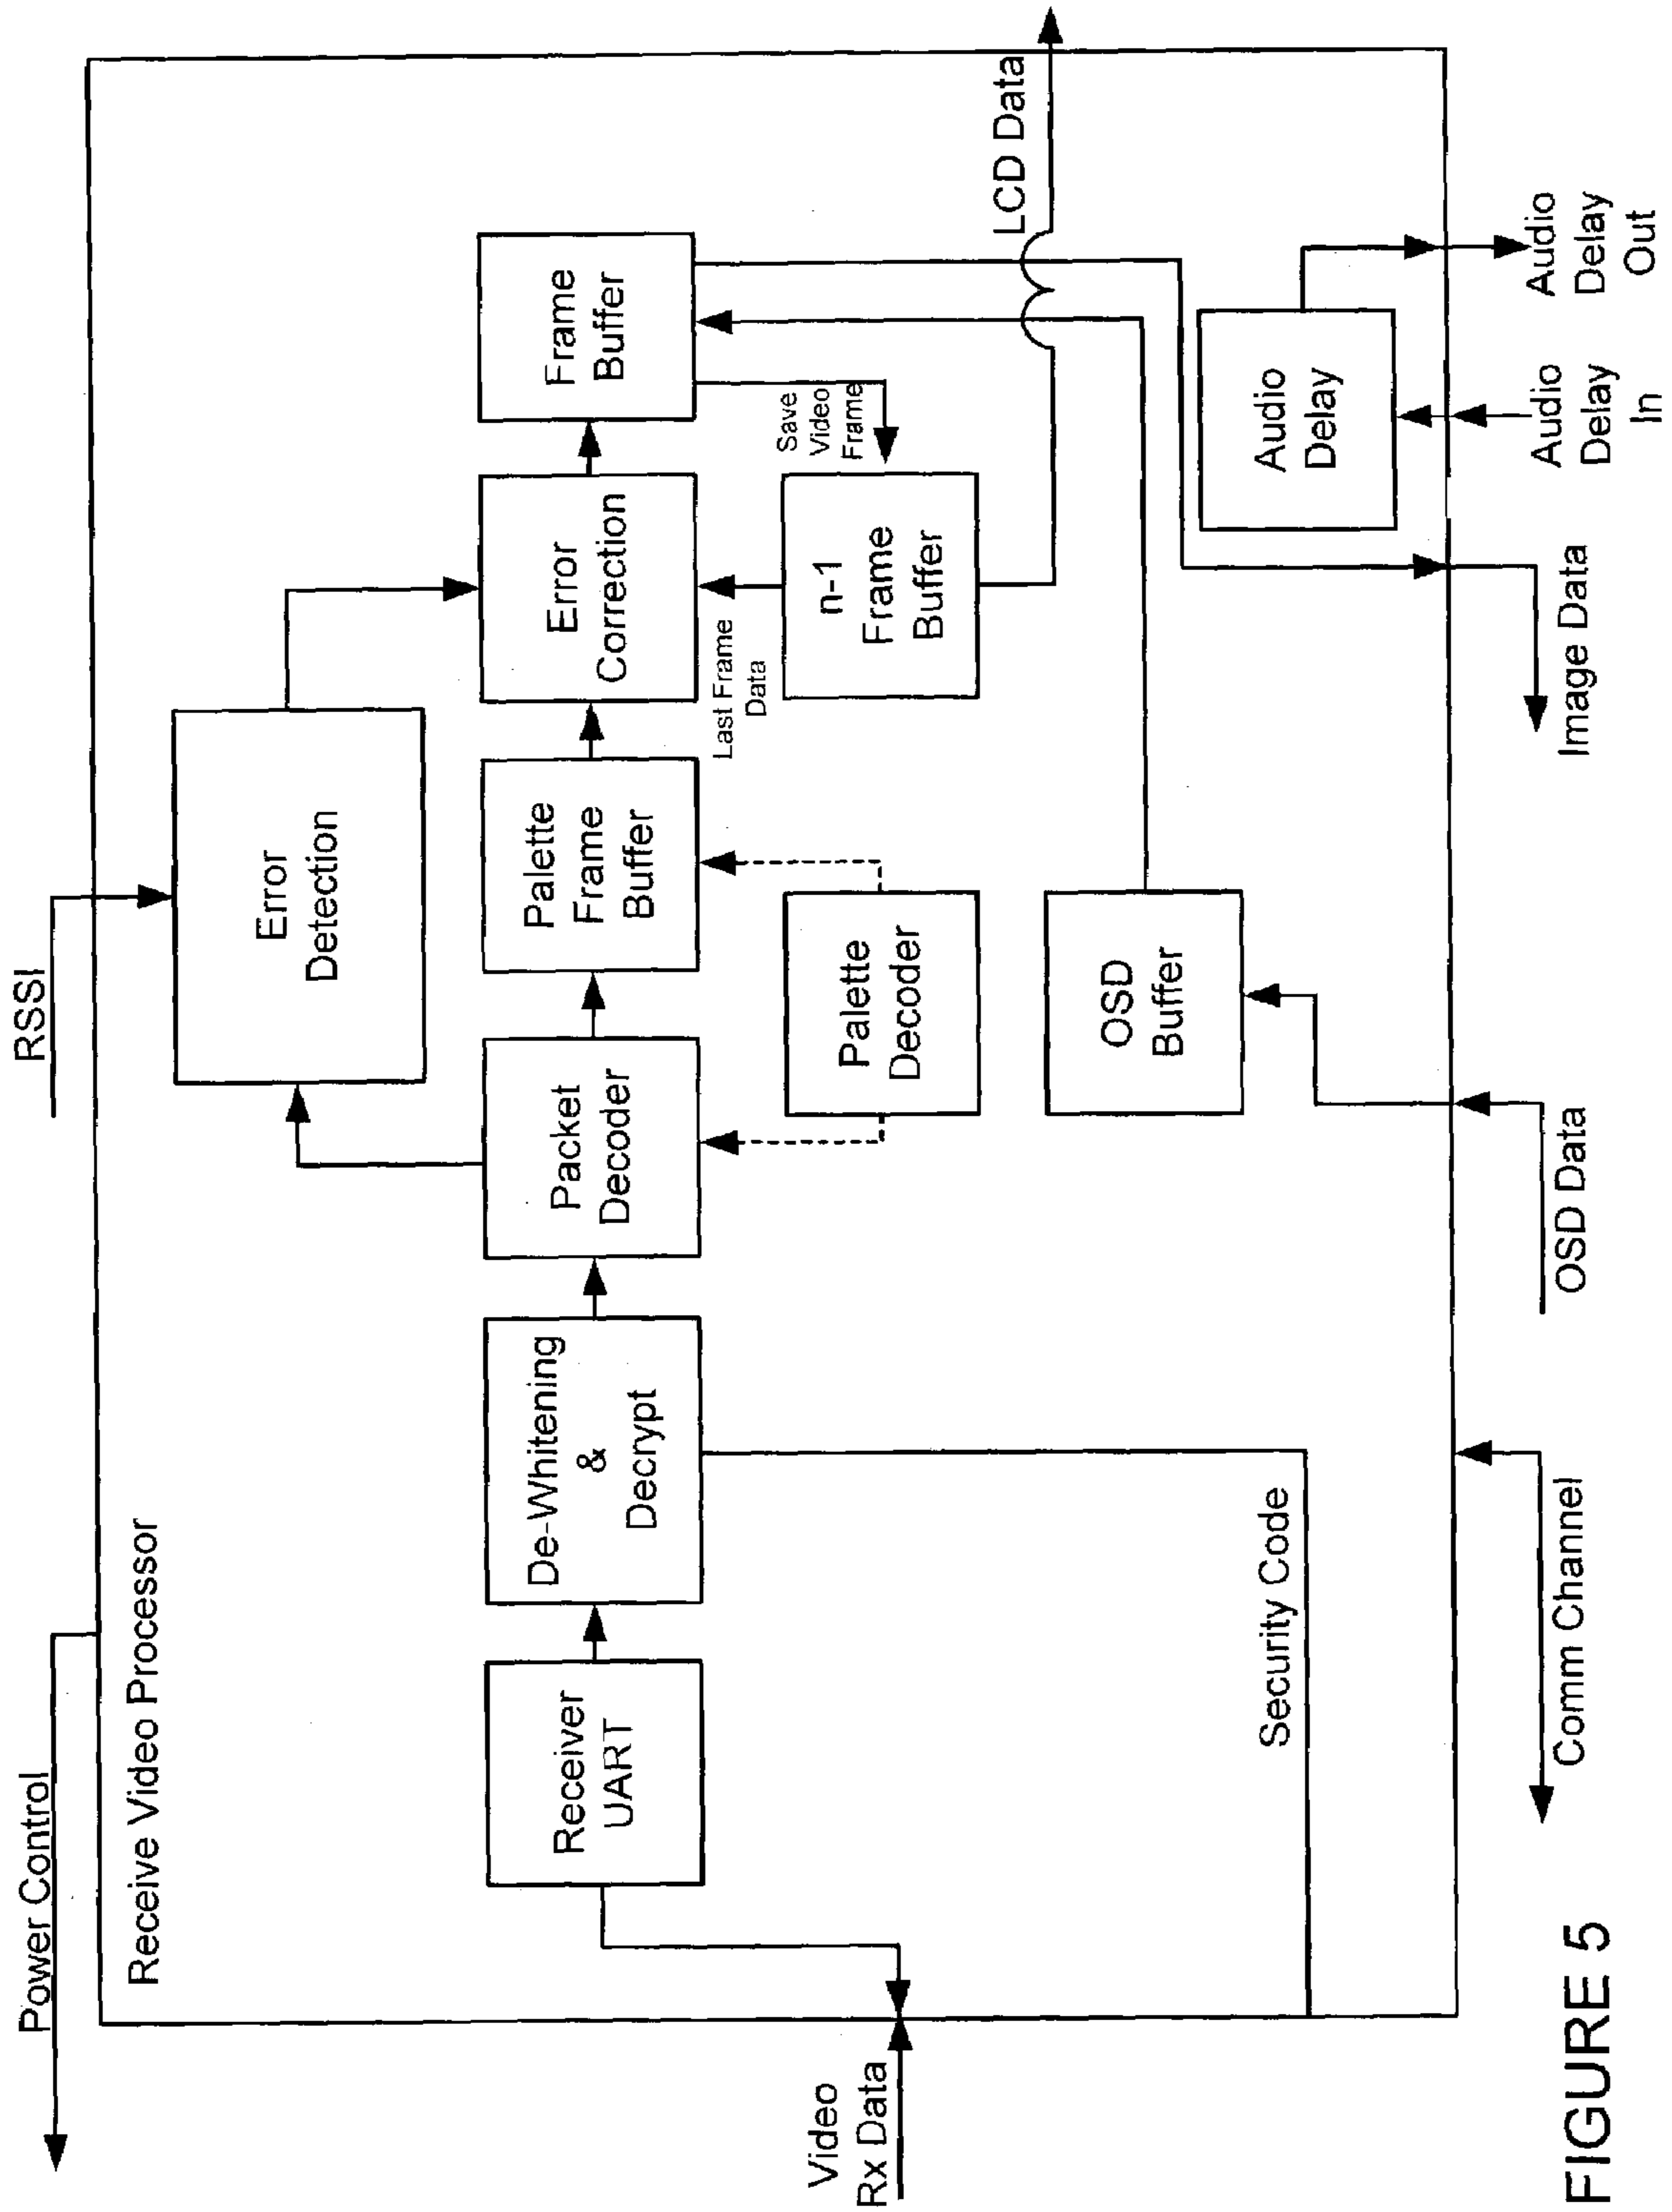 Power Control
RSSI
Receive Video Processor
Error
Detection
Receiver
UART
De-Whitening
&
Decrypt
Packet
Decoder
Palette
Frame
Buffer
Error
Correction
Frame
Buffer
Last Frame
Data
Save
Video
Frame
Palette
Decoder
n-1
Frame
Buffer
Video
Rx Data
LCD Data
OSD
Buffer
Security Code
Audio
Delay
Comm Channel
OSD Data
Image Data
Audio
Delay
In
Audio
Delay
Out
FIGURE 5